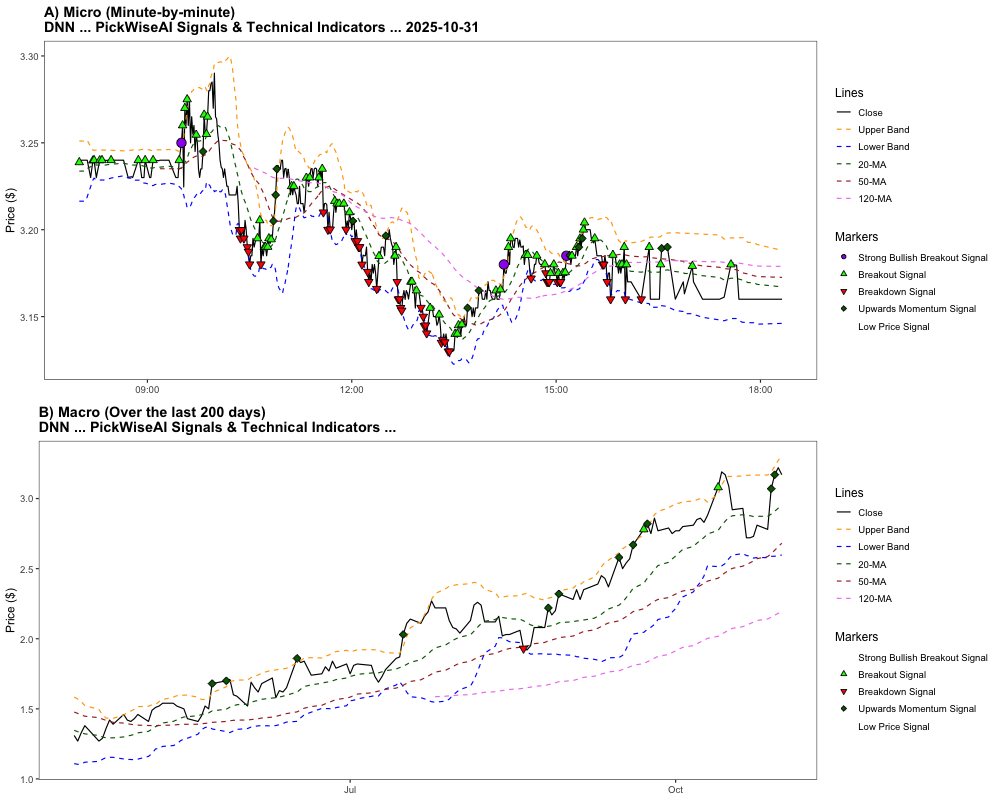 A) Micro (Minute-by-minute)
DNN ... PickWiseAI Signals & Technical Indicators ... 2025-10-31
Price ($)
3.30
3.25
3.20
3.15
09:00
12:00
15:00
18:00
Lines
Close
Upper Band
Lower Band
20-MA
50-MA
120-MA
Markers
Strong Bullish Breakout Signal
Breakout Signal
Breakdown Signal
Upwards Momentum Signal
Low Price Signal
B) Macro (Over the last 200 days)
DNN ... PickWiseAI Signals & Technical Indicators ...
Price ($)
3.0
2.5
2.0
1.5
1.0
Jul
Oct
Lines
Close
Upper Band
Lower Band
20-MA
50-MA
120-MA
Markers
Strong Bullish Breakout Signal
Breakout Signal
Breakdown Signal
Upwards Momentum Signal
Low Price Signal